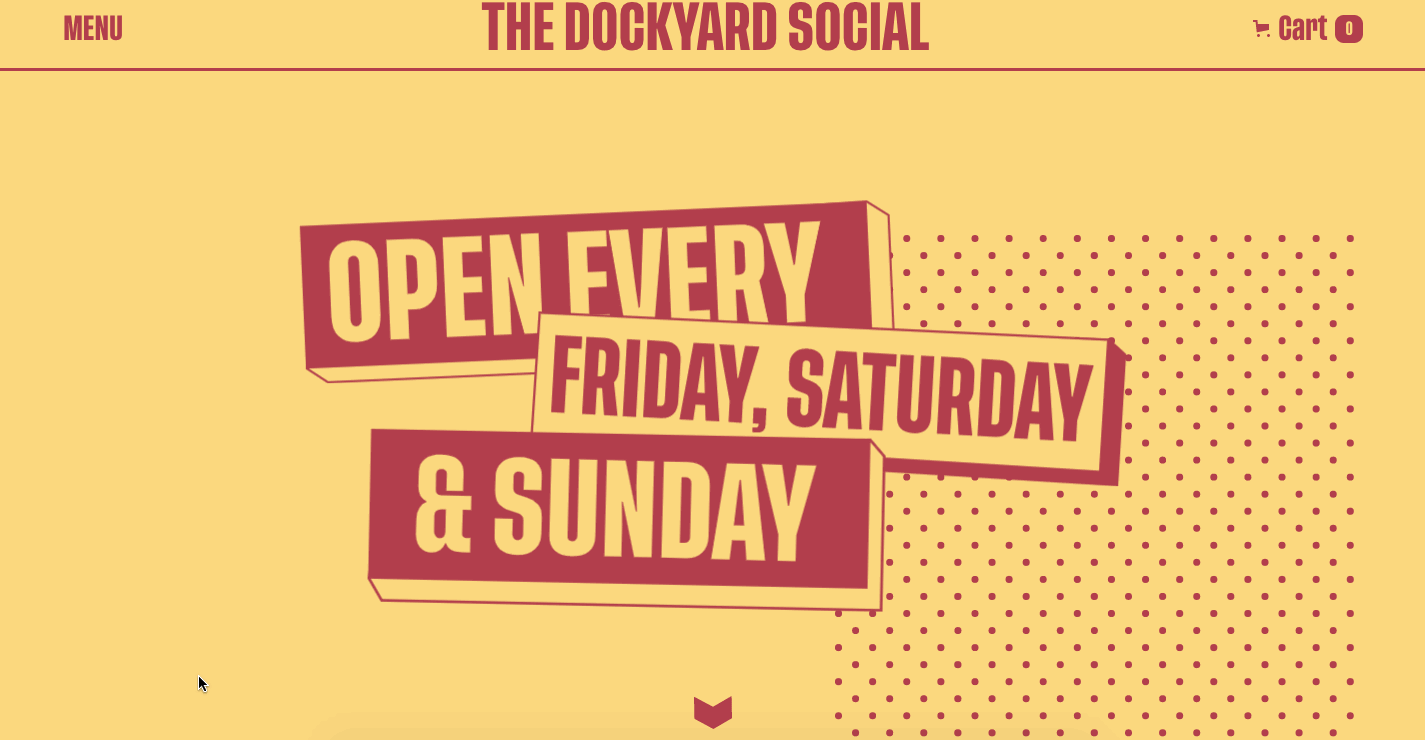 MENU
THE DOCKYARD SOCIAL
Cart 0
OPEN EVERY
FRIDAY, SATURDAY
& SUNDAY